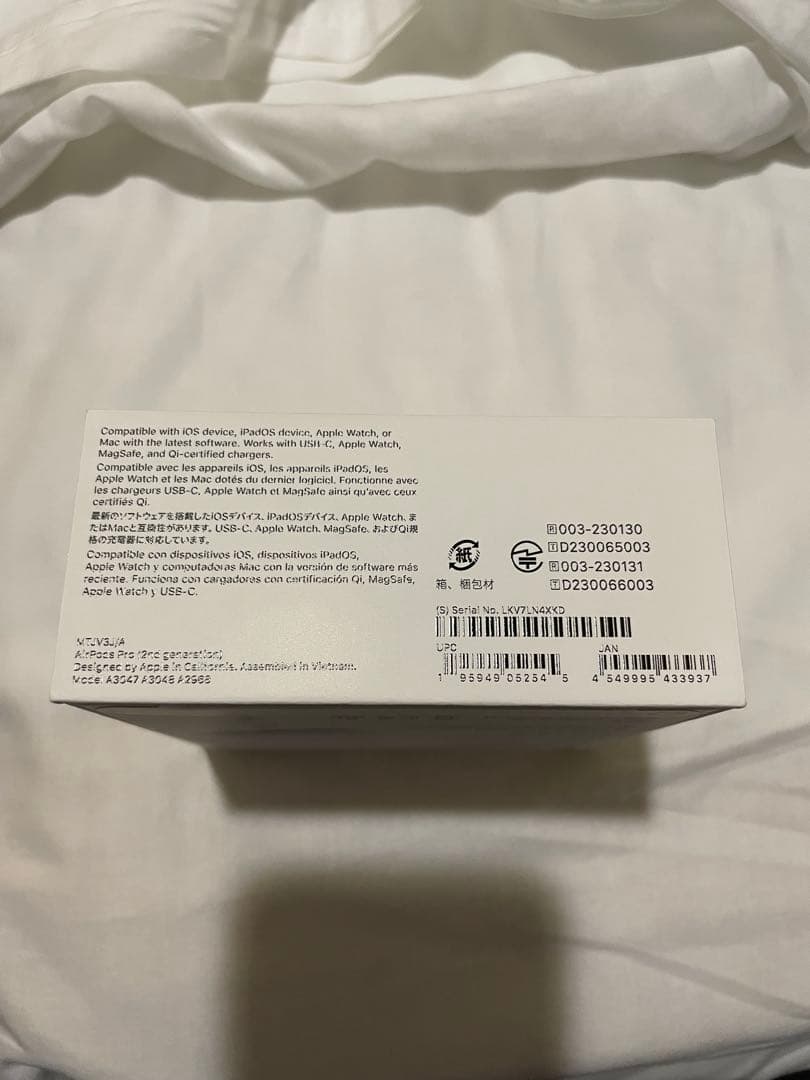 Compatible with iOS device, iPadOS device, Apple Watch, or
Mac with the latest software. Works with USB-C, Apple Watch,
MagSafe, and Qi-certified chargers.
Compatible avec les appareils iOS, les appareils iPadOS, les
Apple Watch et les Mac dotés du dernier logiciel. Fonctionne avec
les chargeurs USB-C, Apple Watch et MagSafe ainsi qu'avec ceux
certifiés Qi.
最新のソフトウェアを搭載したiOSデバイス、iPadOSデバイス、Apple Watch、ま
たはMacと互換性があります。USB-C、Apple Watch、MagSafe、およびQi規
格の充電器に対応しています。
Compatible con dispositivos iOS, dispositivos iPadOS,
Apple Watch y computadoras Mac con la versión de software más
reciente. Funciona con cargadores con certificación Qi, MagSafe,
Apple Watch y USB-C.
MTJV3J/A
AirPods Pro (2nd generation)
Designed by Apple in California. Assembled in Vietnam.
Model A3047 A3048 A2968
紙
箱、梱包材
R 003-230130
T D230065003
R 003-230131
T D230066003
(S) Serial No. LKV7LN4XKD
UPC
1 95949 05254 5
JAN
4 549995 433937